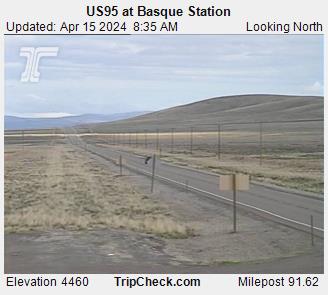 US95 at Basque Station
Updated: Apr 15 2024 8:35 AM Looking North
Elevation 4460 TripCheck.com Milepost 91.62